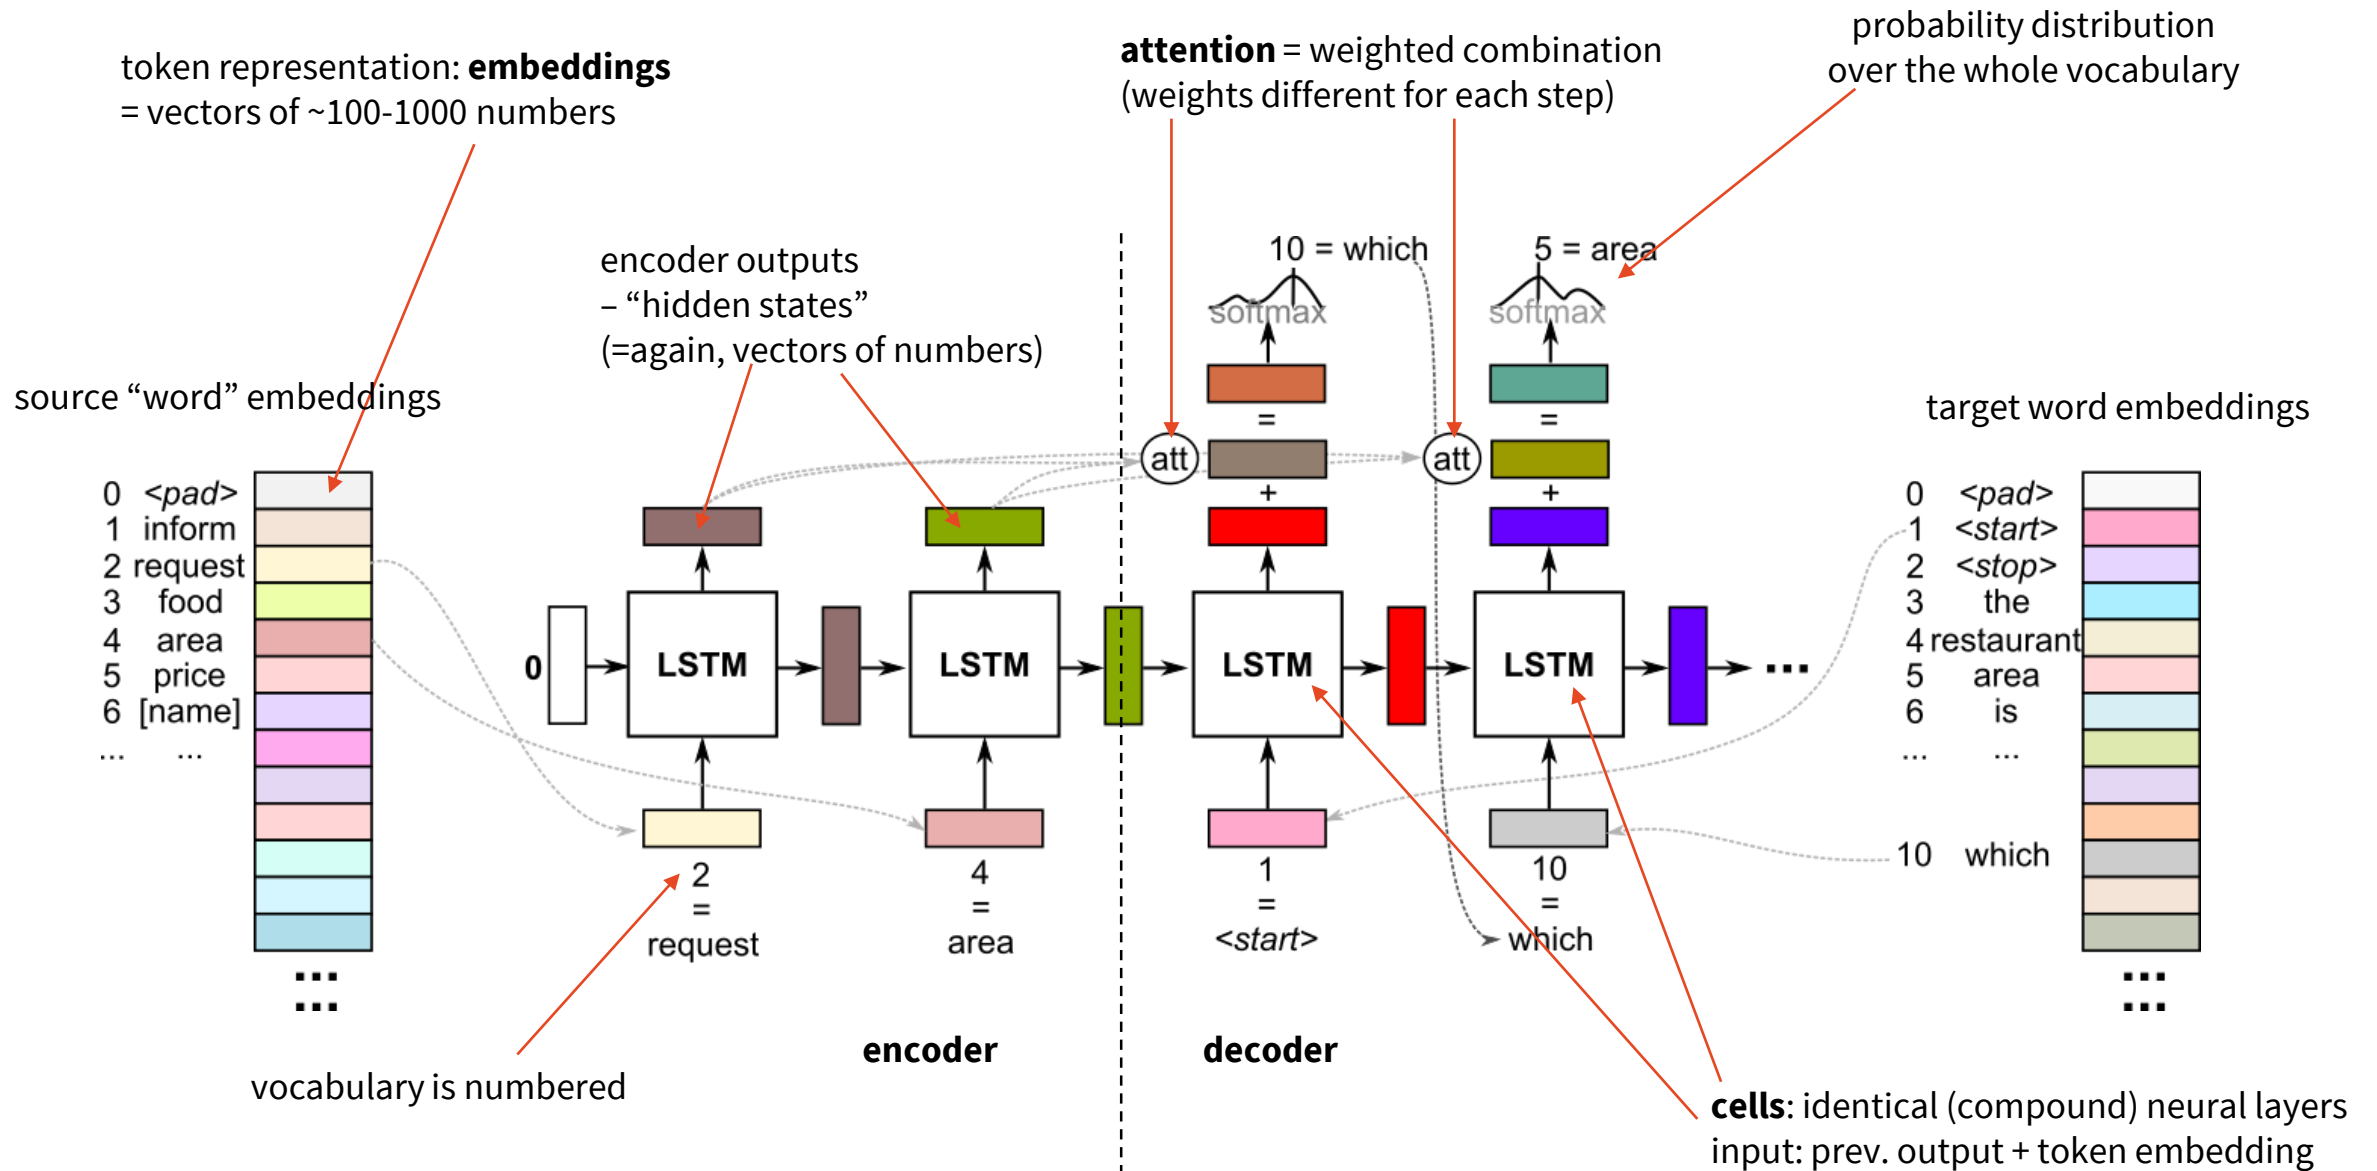 token representation: embeddings
= vectors of ~100-1000 numbers
attention = weighted combination
(weights different for each step)
probability distribution
over the whole vocabulary
encoder outputs
– “hidden states”
(=again, vectors of numbers)
10 = which
5 = area
softmax
softmax
source “word” embeddings
target word embeddings
=
=
att
att
+
+
0 <pad>
1 inform
2 request
3 food
4 area
5 price
6 [name]
... ...
...
...
0
LSTM
LSTM
LSTM
LSTM
...
0 <pad>
1 <start>
2 <stop>
3 the
4 restaurant
5 area
6 is
... ...
10 which
...
...
2
=
request
4
=
area
1
=
<start>
10
=
which
encoder
decoder
vocabulary is numbered
cells: identical (compound) neural layers
input: prev. output + token embedding